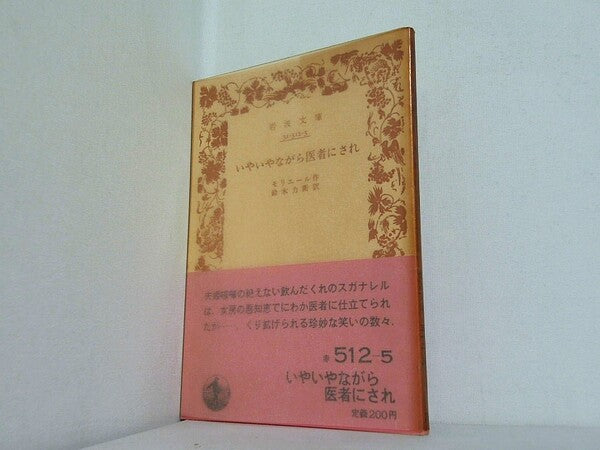 岩波文庫
32-512-5
いやいやながら医者にされ
モリエール作
鈴木力衛訳
夫婦喧嘩の絶えない飲んだくれのスガナレル
は、女房の悪知恵でにわか医者に仕立てられ
たが……。くり拡げられる珍妙な笑いの数々.
赤 512-5
いやいやながら
医者にされ
定価200円